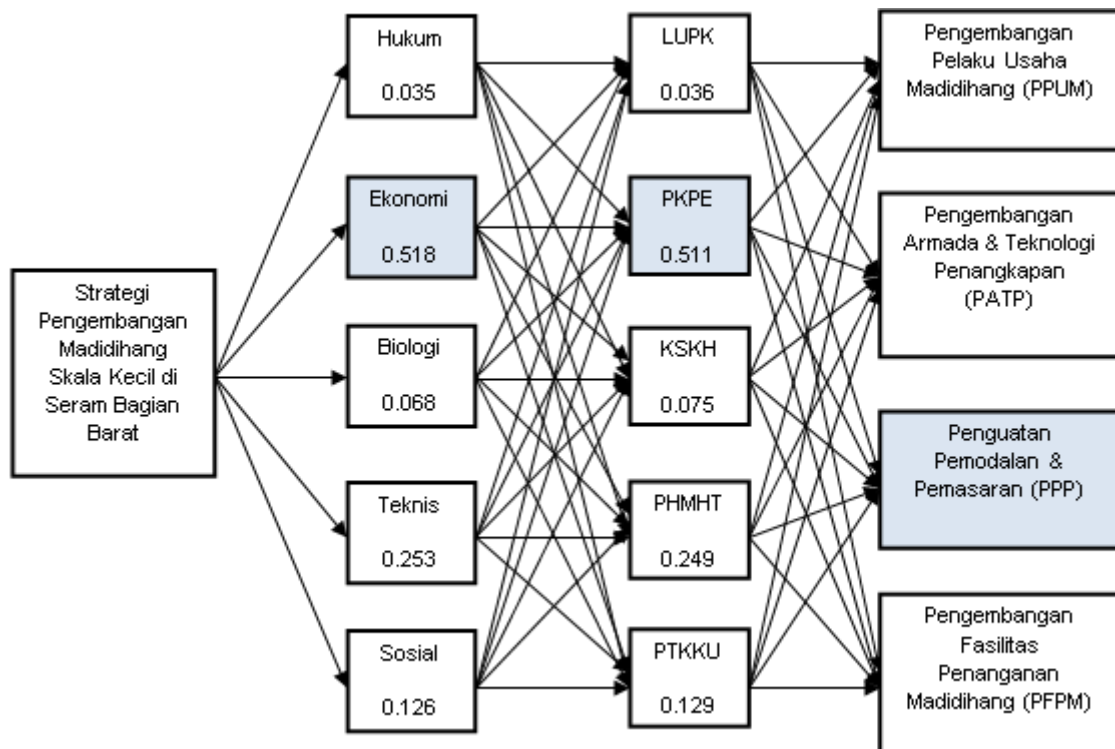 Strategi
Pengembangan
Madidihang
Skala Kecil di
Seram Bagian
Barat
Hukum
0.035
Ekonomi
0.518
Biologi
0.068
Teknis
0.253
Sosial
0.126
LUPK
0.036
PKPE
0.511
KSKH
0.075
PHMHT
0.249
PTKKU
0.129
Pengembangan
Pelaku Usaha
Madidihang (PPUM)
Pengembangan
Armada & Teknologi
Penangkapan
(PATP)
Penguatan
Pemodalan &
Pemasaran (PPP)
Pengembangan
Fasilitas
Penanganan
Madidihang (PFPM)